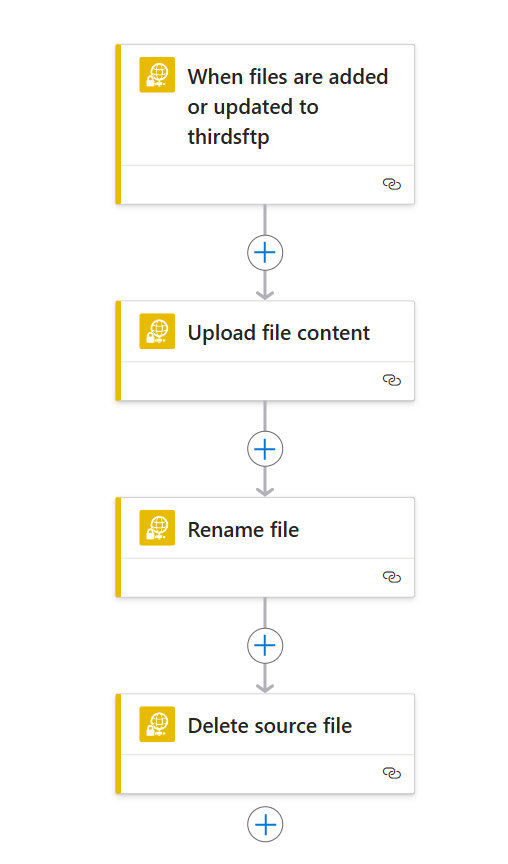 When files are added
or updated to
thirdsftp
Upload file content
Rename file
Delete source file